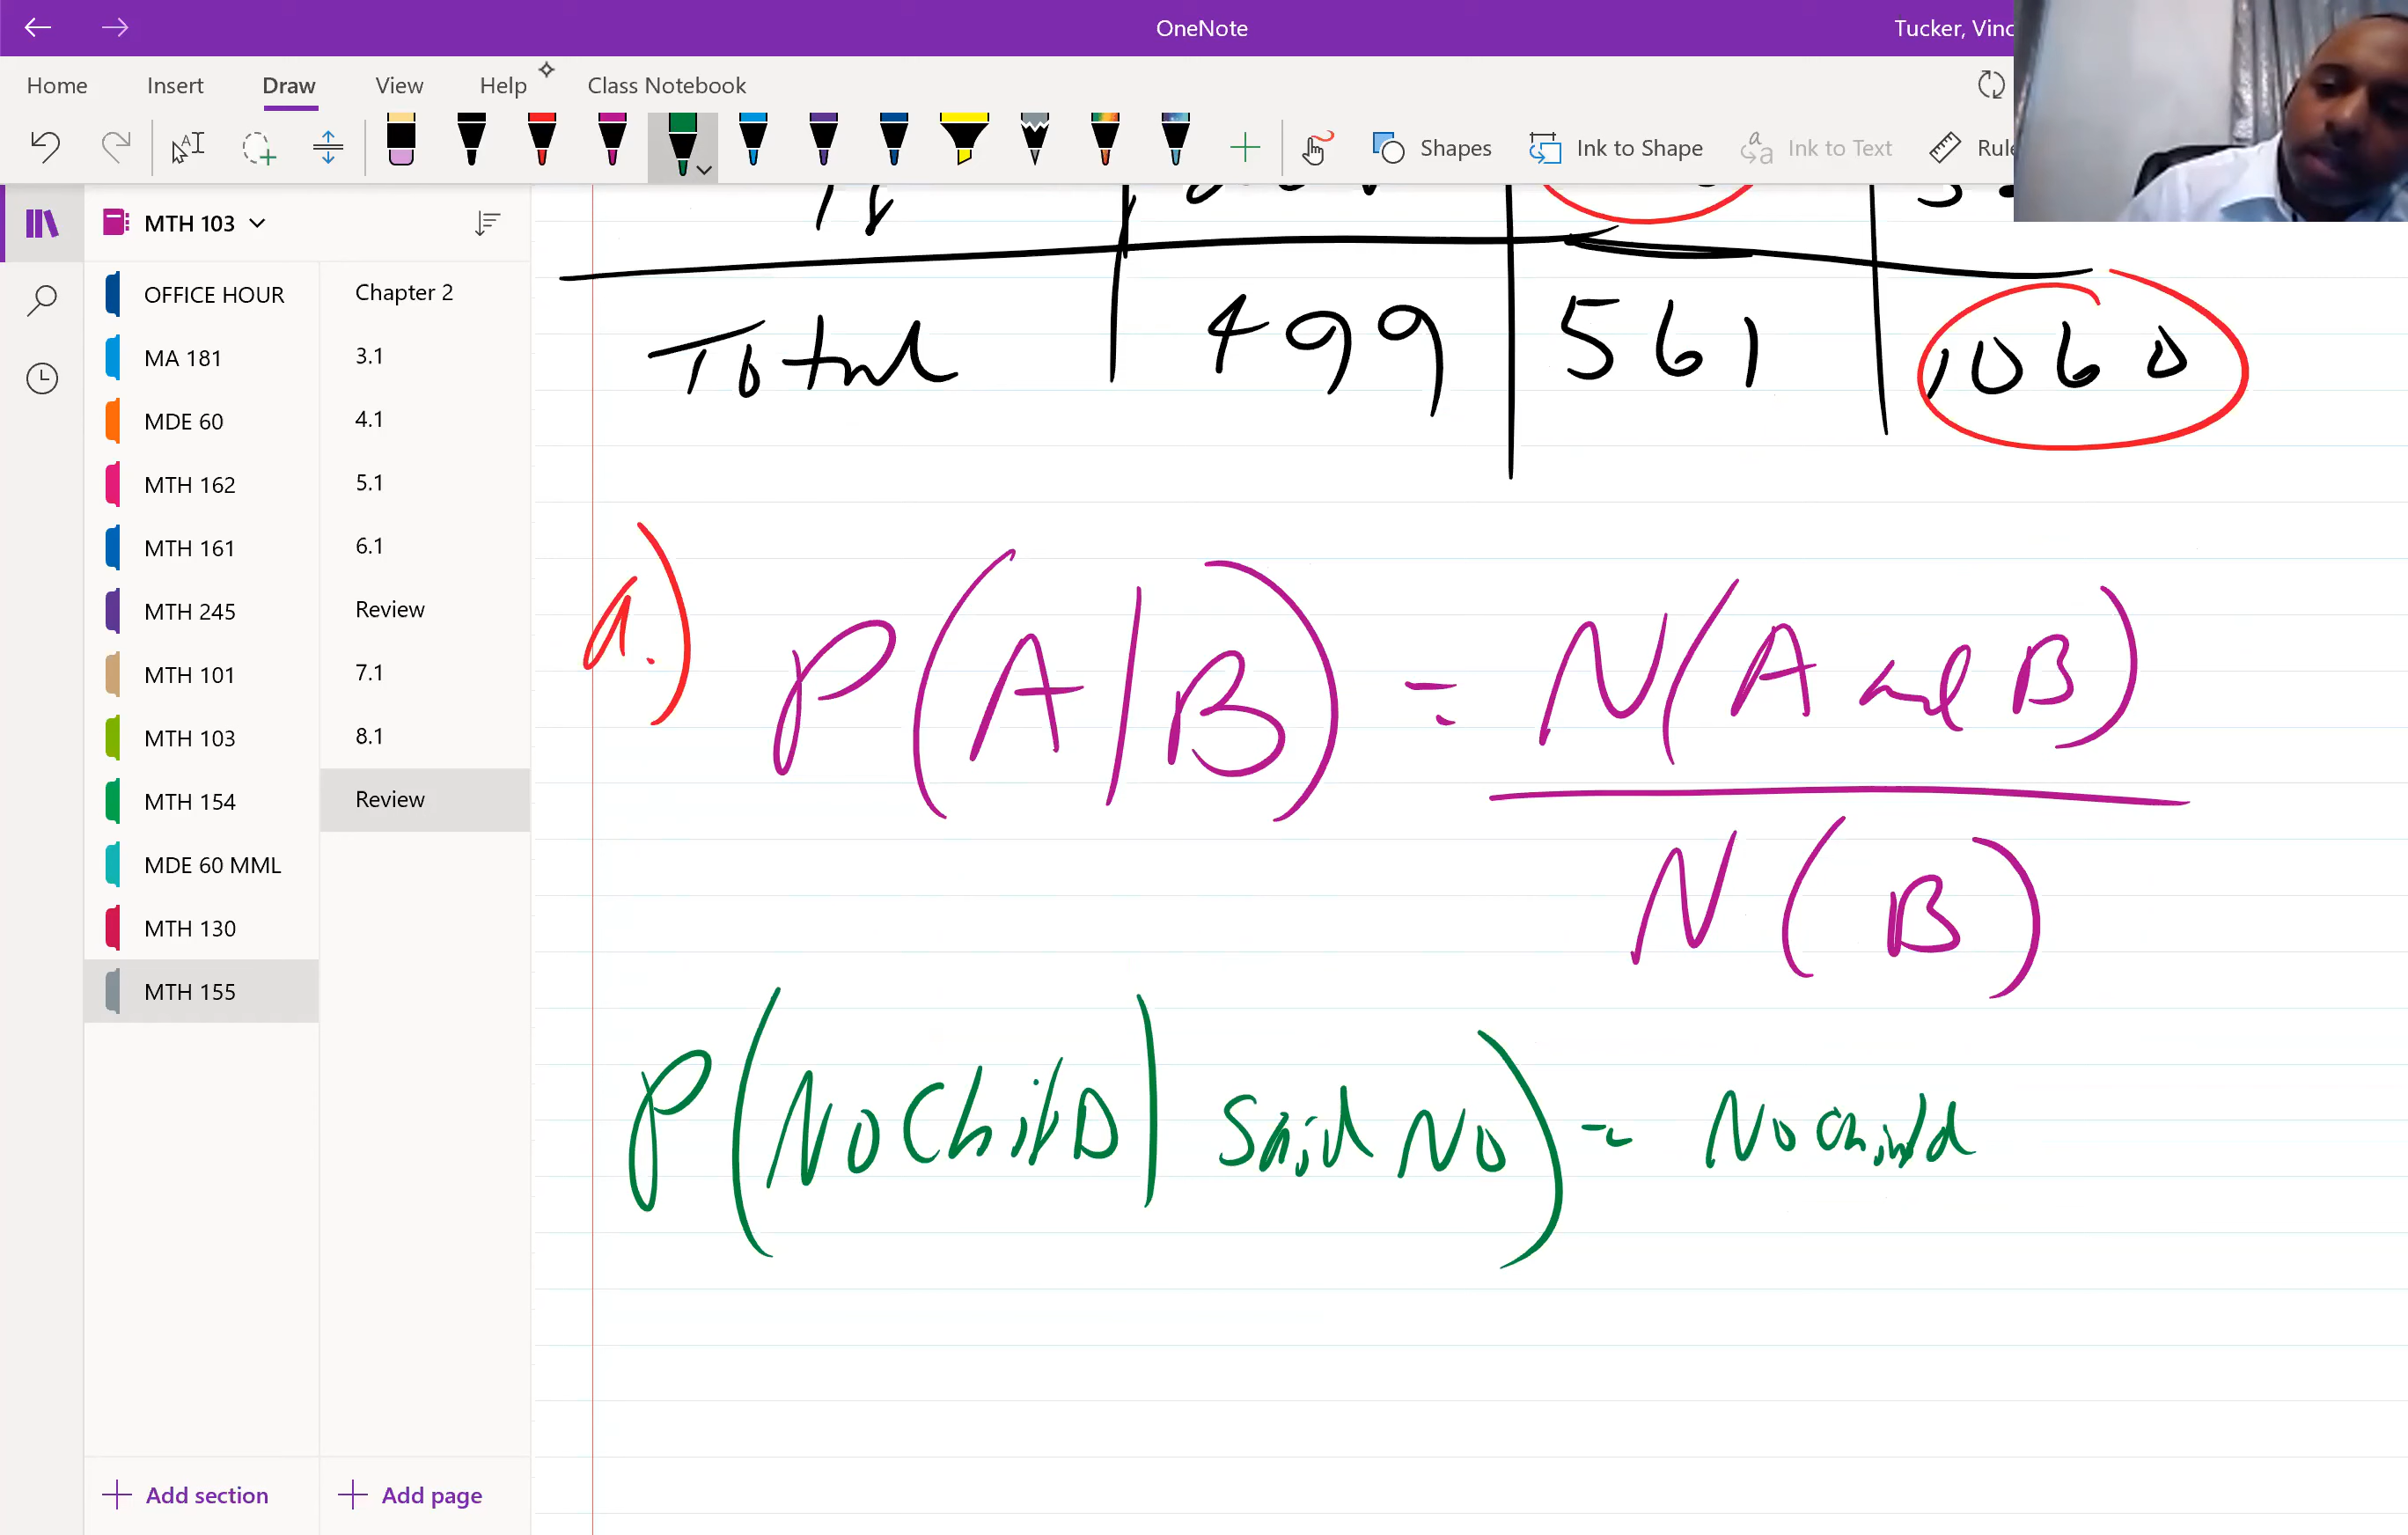 OneNote
Tucker, Vinc
Home Insert Draw View Help Class Notebook
Shapes Ink to Shape Ink to Text Rule
MTH 103
OFFICE HOUR
MA 181
MDE 60
MTH 162
MTH 161
MTH 245
MTH 101
MTH 103
MTH 154
MDE 60 MML
MTH 130
MTH 155
Add section
Chapter 2
3.1
4.1
5.1
6.1
Review
7.1
8.1
Review
Add page
Total 499 561 1060
a.) P(A|B) = N(A and B)
N(B)
P(No Child| Said No) = No Child